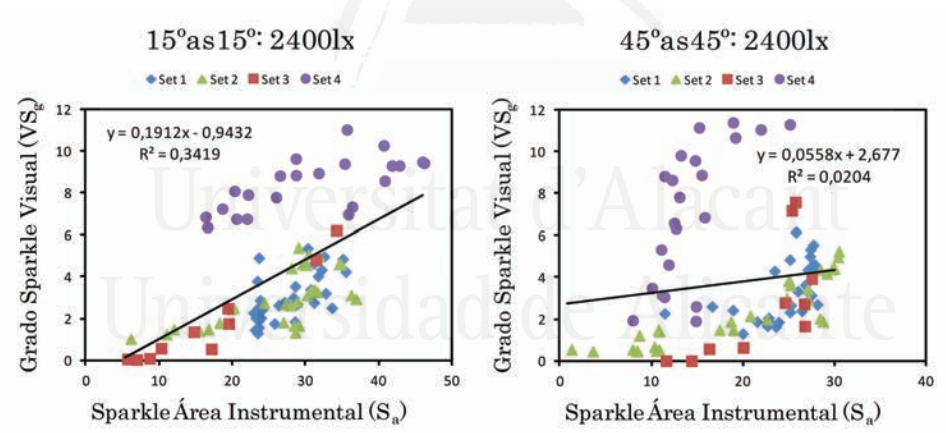 15ºas15º: 2400lx
Set 1 Set 2 Set 3 Set 4
Grado Sparkle Visual (VSg)
12
10
8
6
4
2
0
y = 0,1912x - 0,9432
R² = 0,3419
0 10 20 30 40 50
Sparkle Área Instrumental (Sa)
45ºas45º: 2400lx
Set 1 Set 2 Set 3 Set 4
Grado Sparkle Visual (VSg)
12
10
8
6
4
2
0
y = 0,0558x + 2,677
R² = 0,0204
0 10 20 30 40
Sparkle Área Instrumental (Sa)
Universitat d'Alacant
Universidad de Alicante